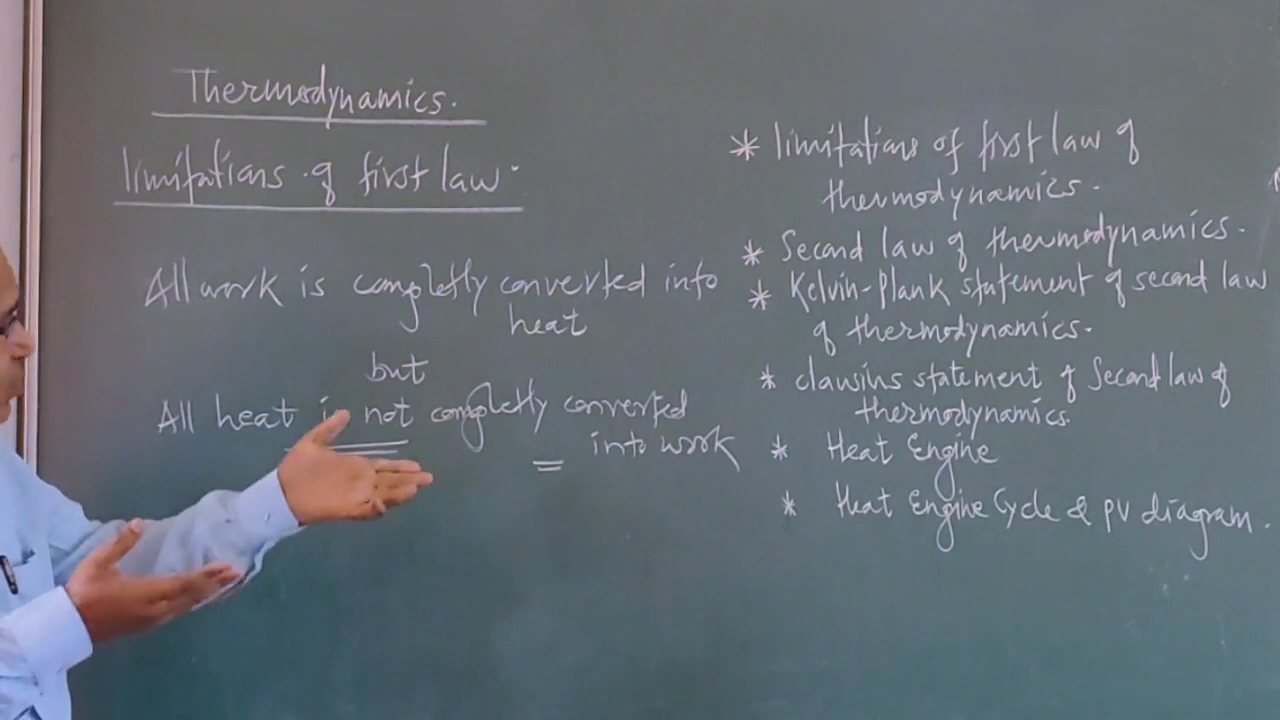 Thermodynamics.
limitations of first law.
All work is completly converted into
heat
but
All heat is not completly converted
into work
* limitations of first law of
thermodynamics.
* Second law of thermodynamics.
* Kelvin-Plank statement of second law
of thermodynamics.
* clawsius statement of Second law of
thermodynamics.
* Heat Engine
* Heat Engine Cycle & PV diagram.